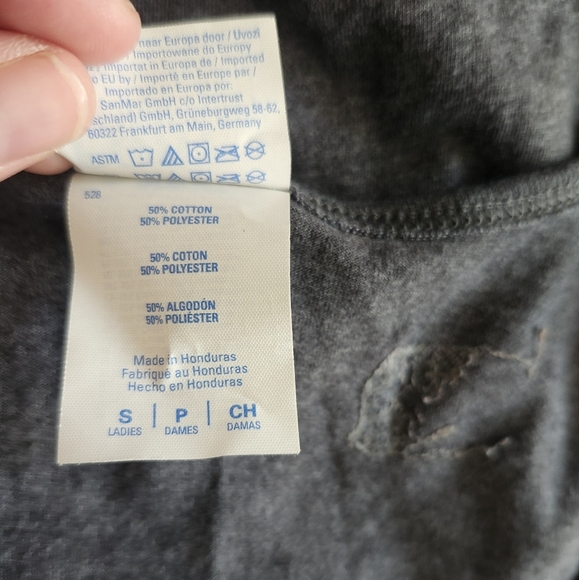 naar Europa door / Uvozi
/ Importowane do Europy
/ Importat in Europa de / Imported
to EU by / Importé en Europe par /
Importado en Europa por:
SanMar GmbH c/o Intertrust
schland) GmbH, Grüneburgweg 58-62,
60322 Frankfurt am Main, Germany
ASTM
528
50% COTTON
50% POLYESTER
50% COTON
50% POLYESTER
50% ALGODÓN
50% POLIÉSTER
Made in Honduras
Fabriqué au Honduras
Hecho en Honduras
S | P | CH
LADIES DAMES DAMAS